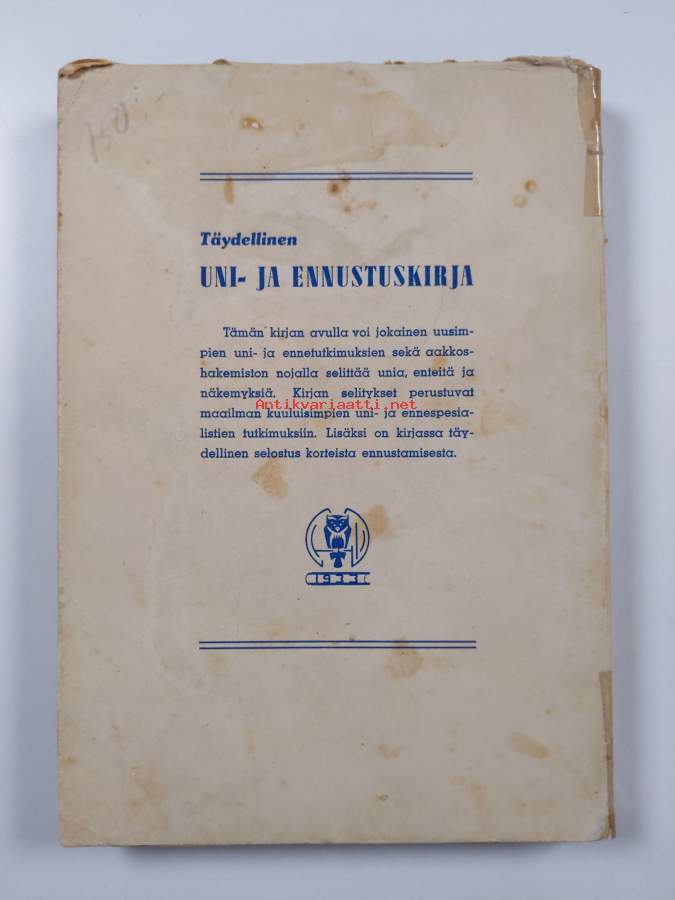 150
Täydellinen
UNI- JA ENNUSTUSKIRJA
Tämän kirjan avulla voi jokainen uusim-
pien uni- ja ennetutkimuksien sekä aakkos-
hakemiston nojalla selittää unia, enteitä ja
näkemyksiä. Kirjan selitykset perustuvat
Antikvariaatti.net
maailman kuuluisimpien uni- ja ennespesia-
listien tutkimuksiin. Lisäksi on kirjassa täy-
dellinen selostus korteista ennustamisesta.
1933